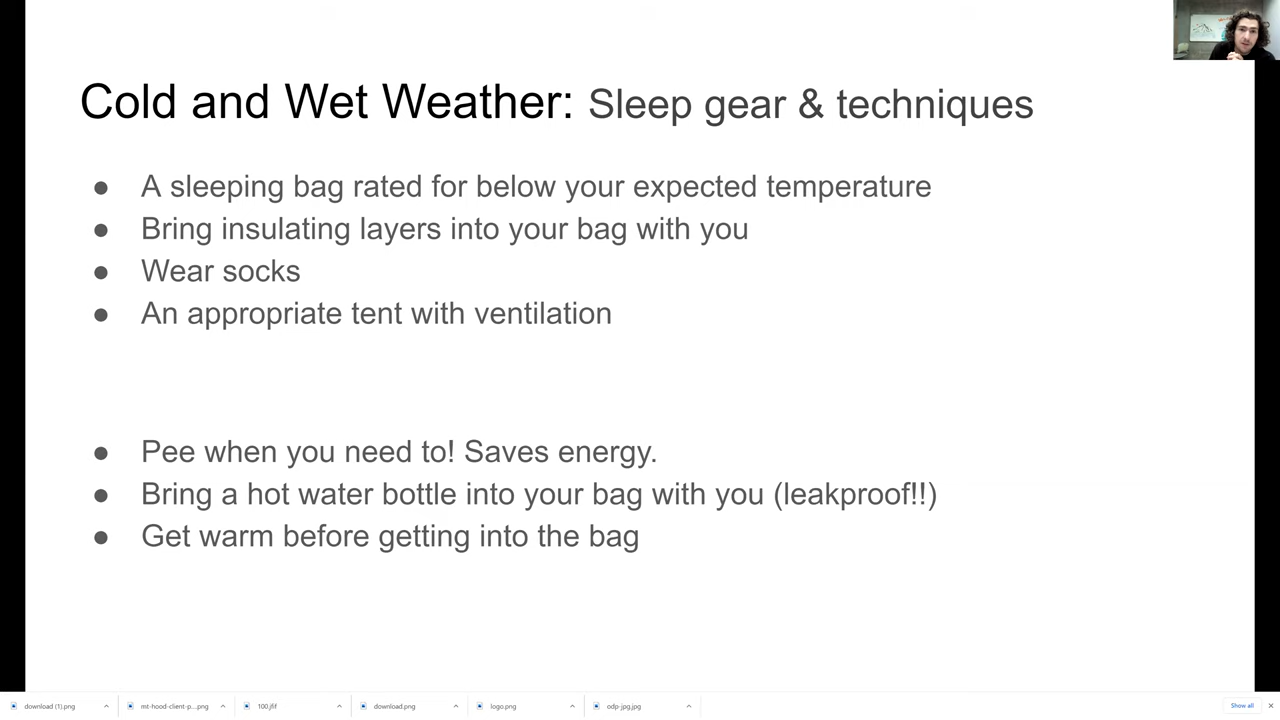 Cold and Wet Weather: Sleep gear & techniques
● A sleeping bag rated for below your expected temperature
● Bring insulating layers into your bag with you
● Wear socks
● An appropriate tent with ventilation
● Pee when you need to! Saves energy.
● Bring a hot water bottle into your bag with you (leakproof!!)
● Get warm before getting into the bag
download (1).png mt-hood-client-p....png 100.jfif download.png logo.png odp-jpg.jpg Show all